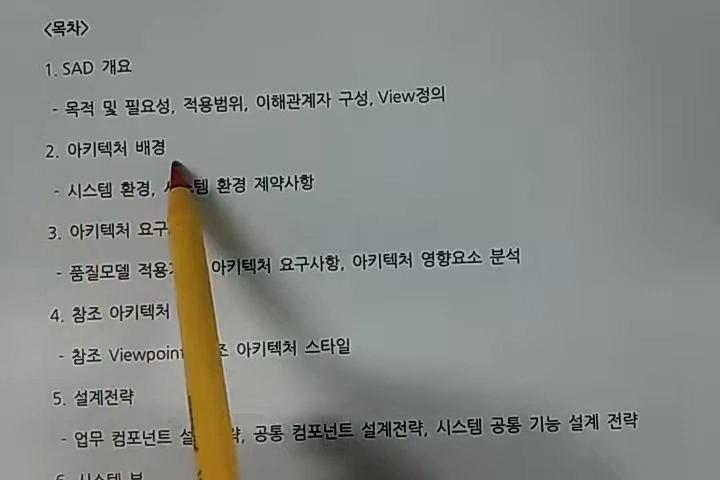 <목차>
1. SAD 개요
- 목적 및 필요성, 적용범위, 이해관계자 구성, View정의
2. 아키텍처 배경
- 시스템 환경, 시스템 환경 제약사항
3. 아키텍처 요구
- 품질모델 적용 아키텍처 요구사항, 아키텍처 영향요소 분석
4. 참조 아키텍처
- 참조 Viewpoint 아키텍처 스타일
5. 설계전략
- 업무 컴포넌트 공통 컴포넌트 설계전략, 시스템 공통 기능 설계 전략
6. 시스템